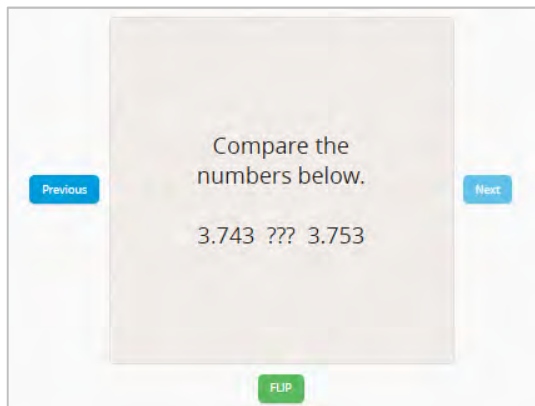 Compare the
numbers below.
Previous
Next
3.743 ??? 3.753
FLIP